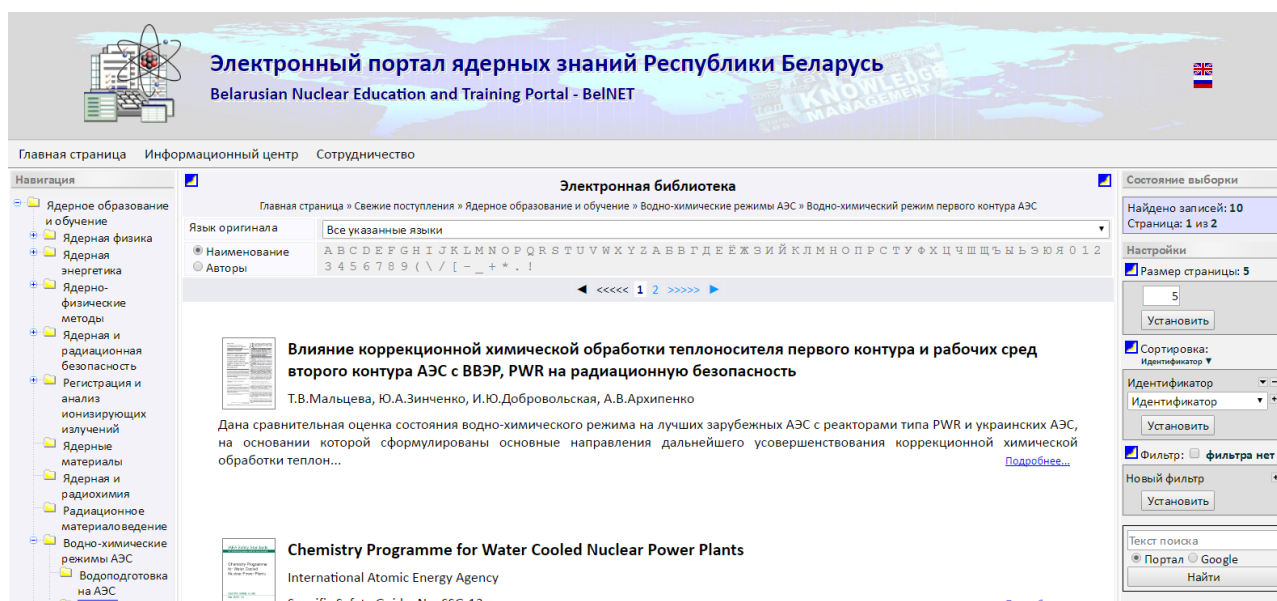 Электронный портал ядерных знаний Республики Беларусь
Belarusian Nuclear Education and Training Portal - BelNET
KNOWLEDGE
MANAGEMENT
Главная страница Информационный центр Сотрудничество
Навигация
Ядерное образование
и обучение
Ядерная физика
Ядерная
энергетика
Ядерно-
физические
методы
Ядерная и
радиационная
безопасность
Регистрация и
анализ
ионизирующих
излучений
Ядерные
материалы
Ядерная и
радиохимия
Радиационное
материаловедение
Водно-химические
режимы АЭС
Водоподготовка
на АЭС
Электронная библиотека
Главная страница » Свежие поступления » Ядерное образование и обучение » Водно-химические режимы АЭС » Водно-химический режим первого контура АЭС
Язык оригинала Все указанные языки
Наименование
Авторы
A B C D E F G H I J K L M N O P Q R S T U V W X Y Z А Б В Г Д Е Ё Ж З И Й К Л М Н О П Р С Т У Ф Х Ц Ч Ш Щ Ъ Ы Ь Э Ю Я 0 1 2
3 4 5 6 7 8 9 ( \ / [ - _ + * . !
◄ <<<<< 1 2 >>>>> ►
Влияние коррекционной химической обработки теплоносителя первого контура и рабочих сред
второго контура АЭС с ВВЭР, PWR на радиационную безопасность
Т.В.Мальцева, Ю.А.Зинченко, И.Ю.Добровольская, А.В.Архипенко
Дана сравнительная оценка состояния водно-химического режима на лучших зарубежных АЭС с реакторами типа PWR и украинских АЭС,
на основании которой сформулированы основные направления дальнейшего усовершенствования коррекционной химической
обработки теплон... Подробнее...
Chemistry Programme for Water Cooled Nuclear Power Plants
International Atomic Energy Agency
Состояние выборки
Найдено записей: 10
Страница: 1 из 2
Настройки
Размер страницы: 5
5
Установить
Сортировка:
Идентификатор ▼
Идентификатор
Идентификатор
Установить
Фильтр: фильтра нет
Новый фильтр
Установить
Текст поиска
Портал Google
Найти